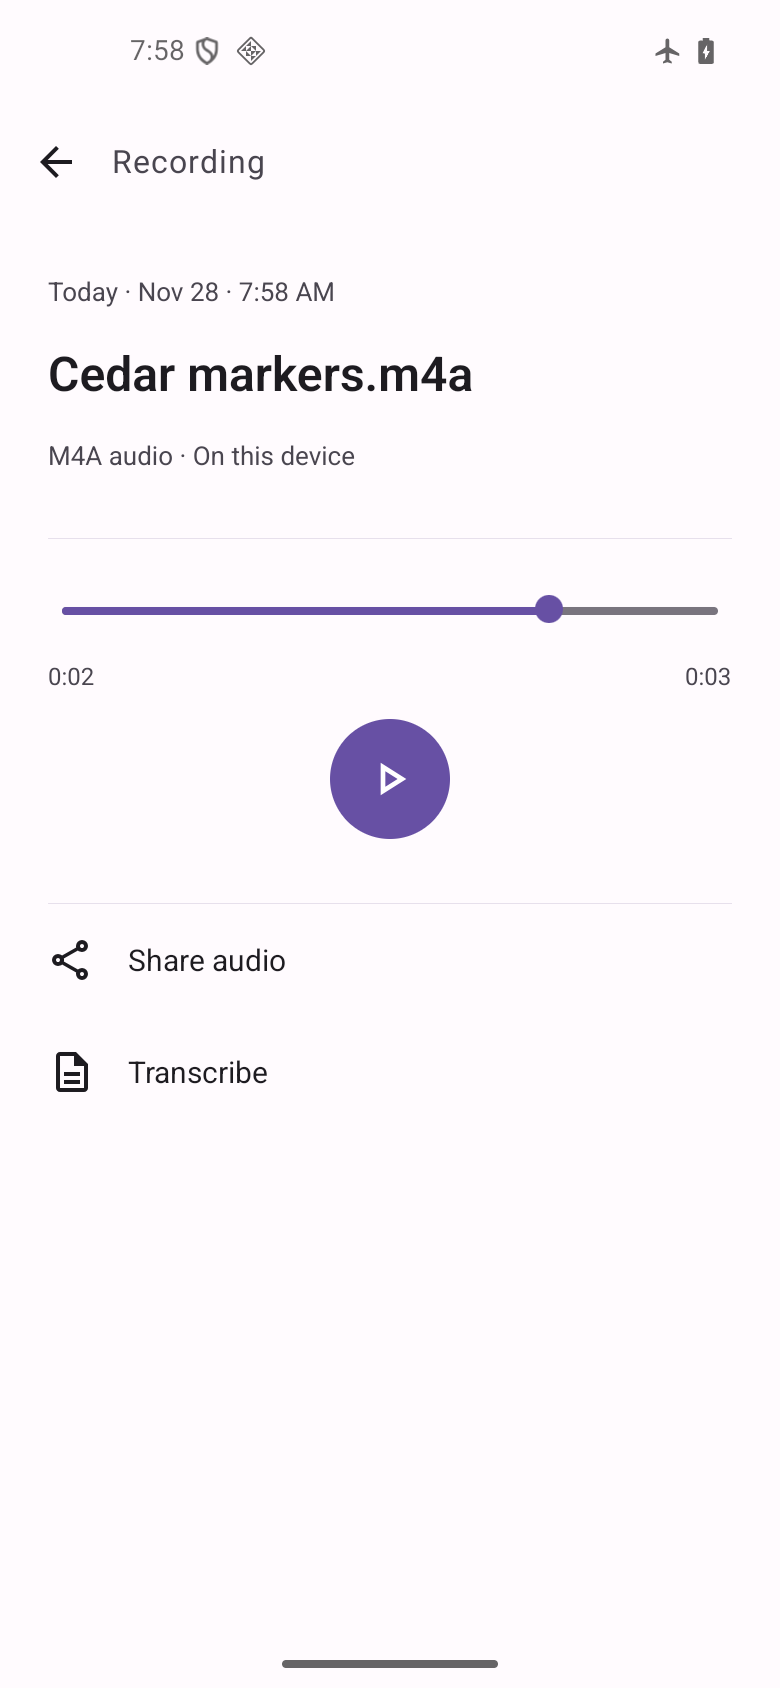 7:58
Recording
Today · Nov 28 · 7:58 AM
Cedar markers.m4a
M4A audio · On this device
0:02
0:03
Share audio
Transcribe